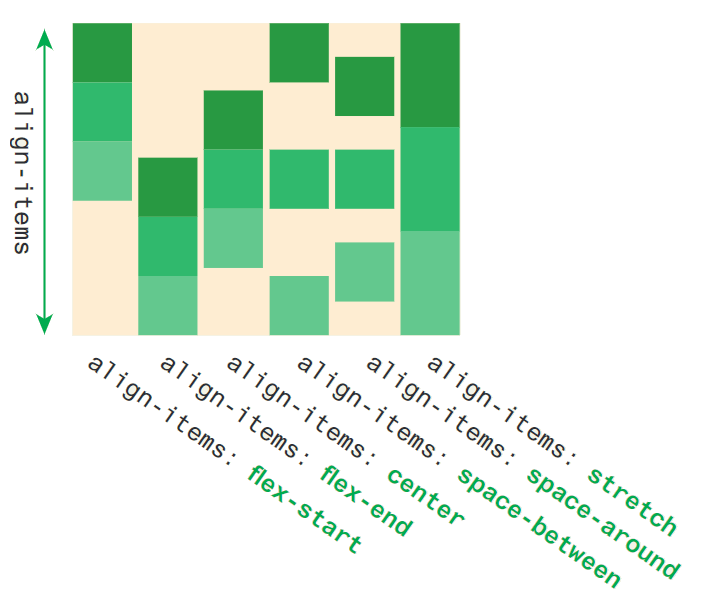 align-items
align-items: flex-start
align-items: flex-end
align-items: center
align-items: space-between
align-items: space-around
align-items: stretch